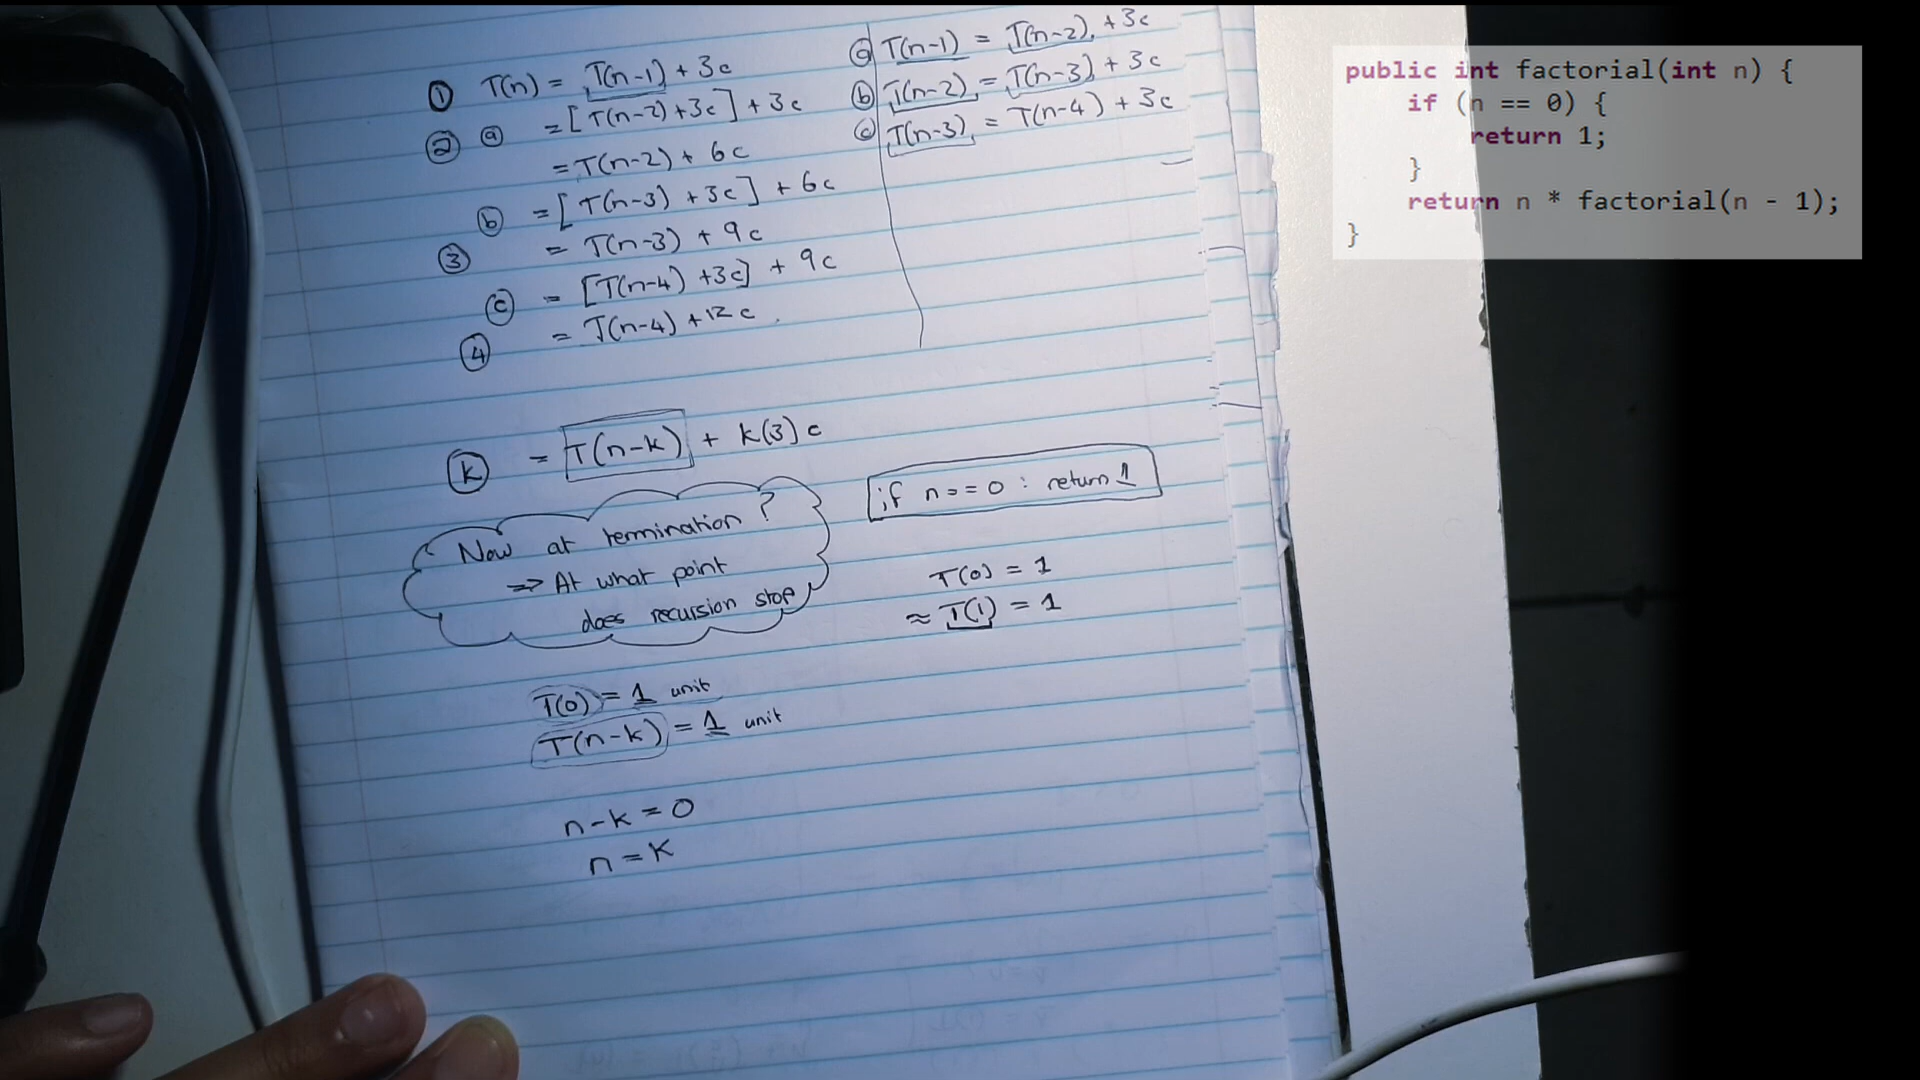 ① T(n) = T(n-1) + 3c
② ⓐ = [T(n-2) + 3c] + 3c
= T(n-2) + 6c
ⓑ = [T(n-3) + 3c] + 6c
③ = T(n-3) + 9c
ⓒ = [T(n-4) + 3c] + 9c
④ = T(n-4) + 12c
ⓐ T(n-1) = T(n-2) + 3c
ⓑ T(n-2) = T(n-3) + 3c
ⓒ T(n-3) = T(n-4) + 3c
ⓚ = T(n-k) + k(3)c
Now at termination?
⇒ At what point
does recursion stop
if n == 0 : return 1
T(0) = 1
≈ T(1) = 1
T(0) = 1 unit
T(n-k) = 1 unit
n-k = 0
n = k
public int factorial(int n) {
if (n == 0) {
return 1;
}
return n * factorial(n - 1);
}